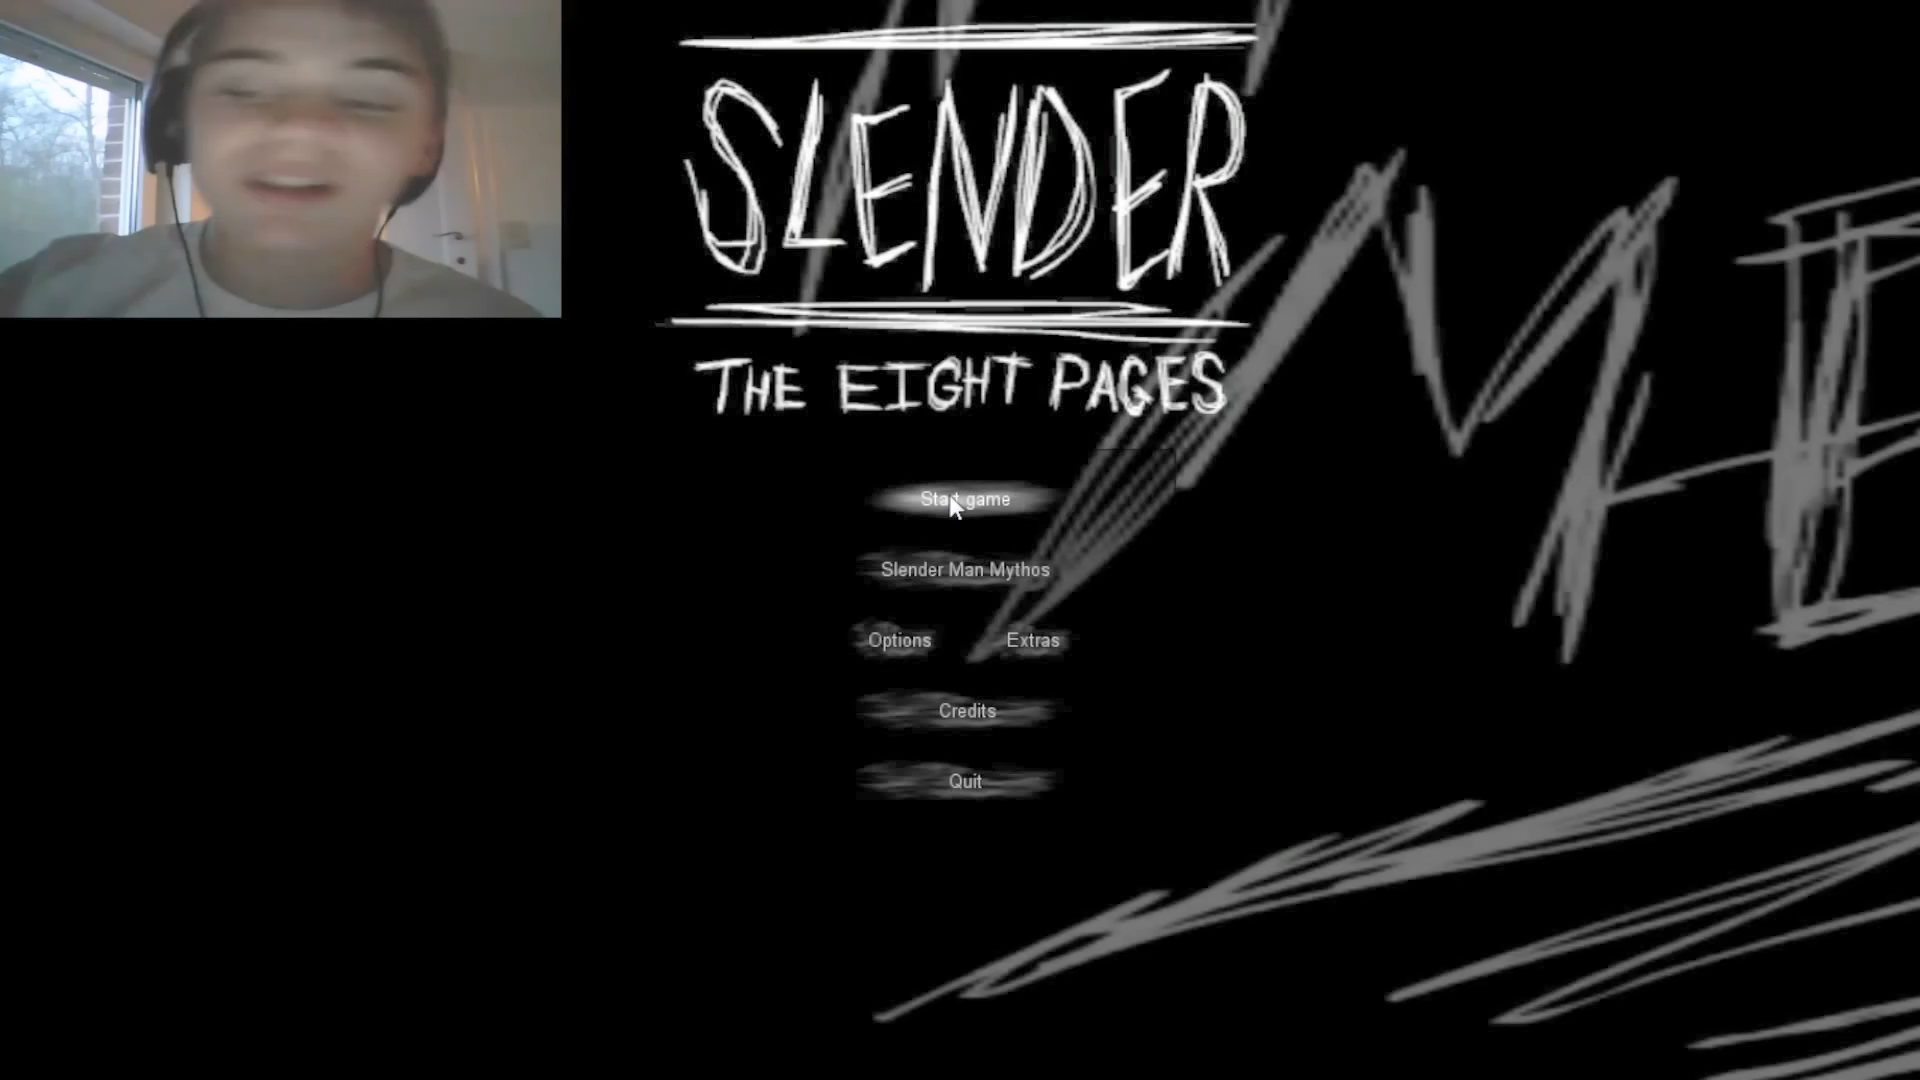 SLENDER
THE EIGHT PAGES
Start game
Slender Man Mythos
Options Extras
Credits
Quit